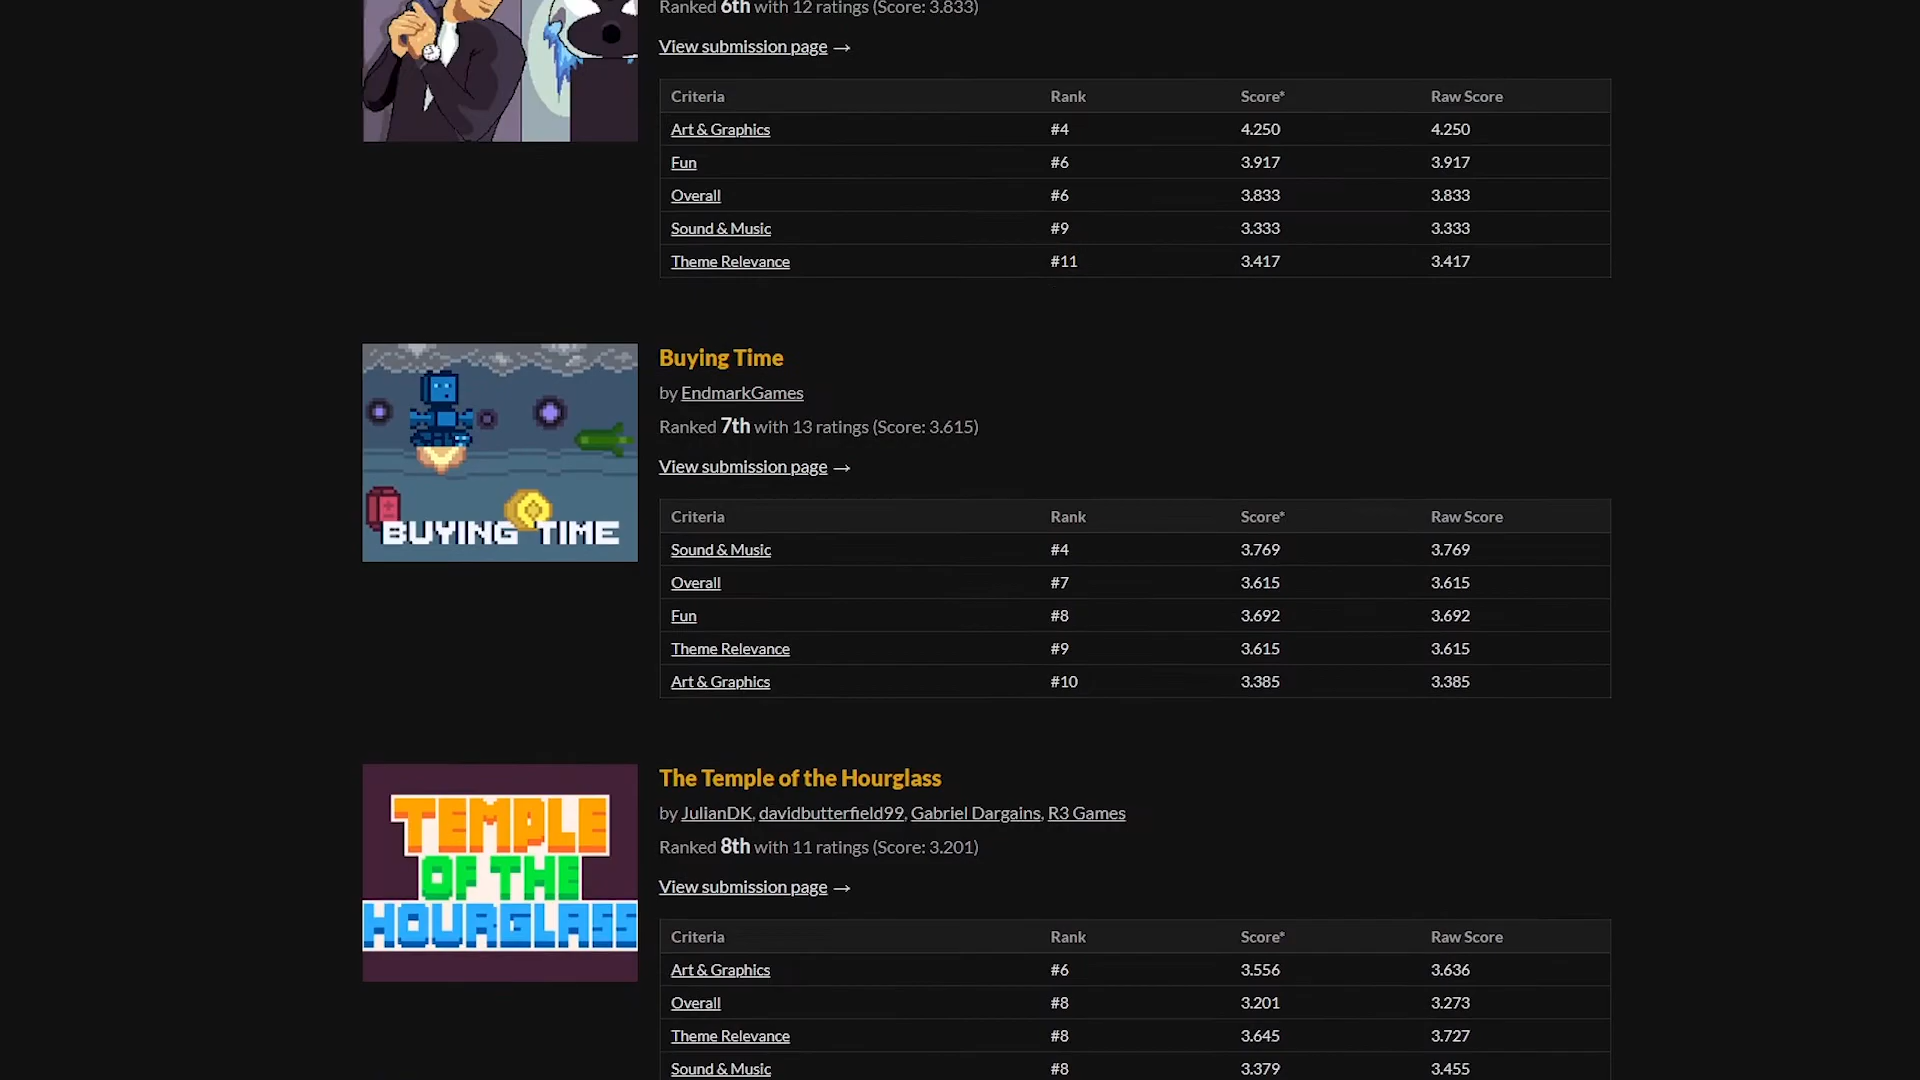 Ranked 6th with 12 ratings (Score: 3.833)
View submission page →
Criteria Rank Score* Raw Score
Art & Graphics #4 4.250 4.250
Fun #6 3.917 3.917
Overall #6 3.833 3.833
Sound & Music #9 3.333 3.333
Theme Relevance #11 3.417 3.417
BUYING TIME
Buying Time
by EndmarkGames
Ranked 7th with 13 ratings (Score: 3.615)
View submission page →
Criteria Rank Score* Raw Score
Sound & Music #4 3.769 3.769
Overall #7 3.615 3.615
Fun #8 3.692 3.692
Theme Relevance #9 3.615 3.615
Art & Graphics #10 3.385 3.385
TEMPLE
OF THE
HOURGLASS
The Temple of the Hourglass
by JulianDK, davidbutterfield99, Gabriel Dargains, R3 Games
Ranked 8th with 11 ratings (Score: 3.201)
View submission page →
Criteria Rank Score* Raw Score
Art & Graphics #6 3.556 3.636
Overall #8 3.201 3.273
Theme Relevance #8 3.645 3.727
Sound & Music #8 3.379 3.455